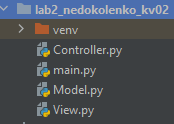 lab2_nedokolenko_kv02
venv
Controller.py
main.py
Model.py
View.py